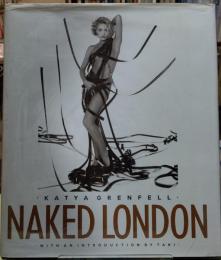 ·KATYA GRENFELL·
NAKED LONDON
·WITH AN INTRODUCTION BY TAKI·